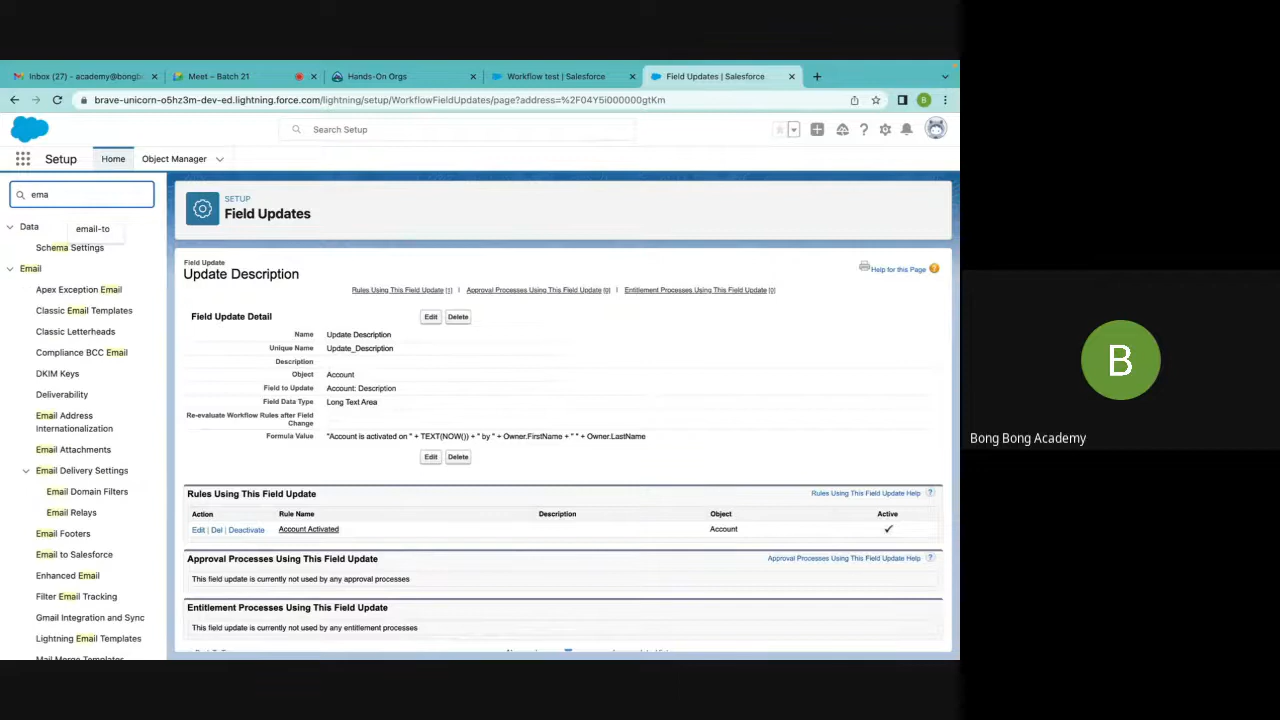 Inbox (27) - academy@bongb
Meet – Batch 21
Hands-On Orgs
Workflow test | Salesforce
Field Updates | Salesforce
brave-unicorn-o5hz3m-dev-ed.lightning.force.com/lightning/setup/WorkflowFieldUpdates/page?address=%2F04Y5i000000gtKm
B
Search Setup
Setup
Home
Object Manager
ema
email-to
Data
Schema Settings
Email
Apex Exception Email
Classic Email Templates
Classic Letterheads
Compliance BCC Email
DKIM Keys
Deliverability
Email Address
Internationalization
Email Attachments
Email Delivery Settings
Email Domain Filters
Email Relays
Email Footers
Email to Salesforce
Enhanced Email
Filter Email Tracking
Gmail Integration and Sync
Lightning Email Templates
Mail Merge Templates
SETUP
Field Updates
Field Update
Update Description
Help for this Page
Rules Using This Field Update [1] | Approval Processes Using This Field Update [0] | Entitlement Processes Using This Field Update [0]
Field Update Detail
Edit Delete
Name Update Description
Unique Name Update_Description
Description
Object Account
Field to Update Account: Description
Field Data Type Long Text Area
Re-evaluate Workflow Rules after Field
Change
Formula Value "Account is activated on " + TEXT(NOW()) + " by " + Owner.FirstName + " " + Owner.LastName
Edit Delete
Rules Using This Field Update
Rules Using This Field Update Help ?
Action Rule Name Description Object Active
Edit | Del | Deactivate Account Activated Account
Approval Processes Using This Field Update
Approval Processes Using This Field Update Help ?
This field update is currently not used by any approval processes
Entitlement Processes Using This Field Update
This field update is currently not used by any entitlement processes
B
Bong Bong Academy